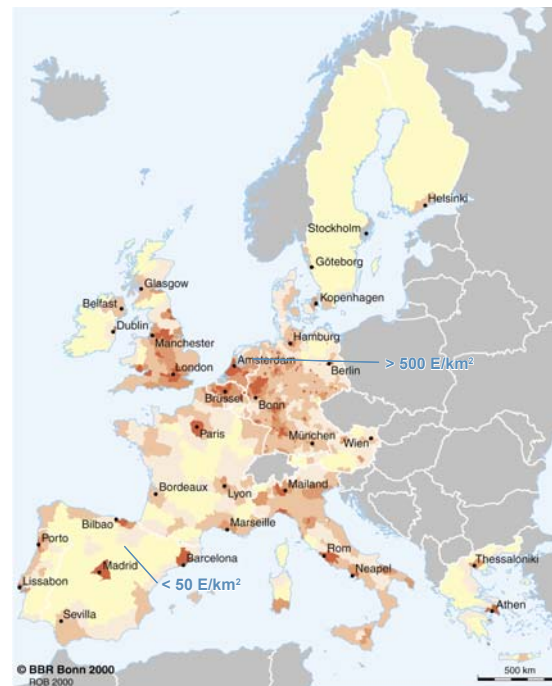 Helsinki
Stockholm
Göteborg
Glasgow
Kopenhagen
Belfast
Dublin
Hamburg
Manchester
Amsterdam
> 500 E/km²
Berlin
London
Brüssel
Bonn
Paris
München
Wien
Bordeaux
Lyon
Mailand
Bilbao
Marseille
Porto
Rom
Thessaloniki
Barcelona
Madrid
Neapel
Lissabon
< 50 E/km²
Athen
Sevilla
© BBR Bonn 2000
ROB 2000
500 km